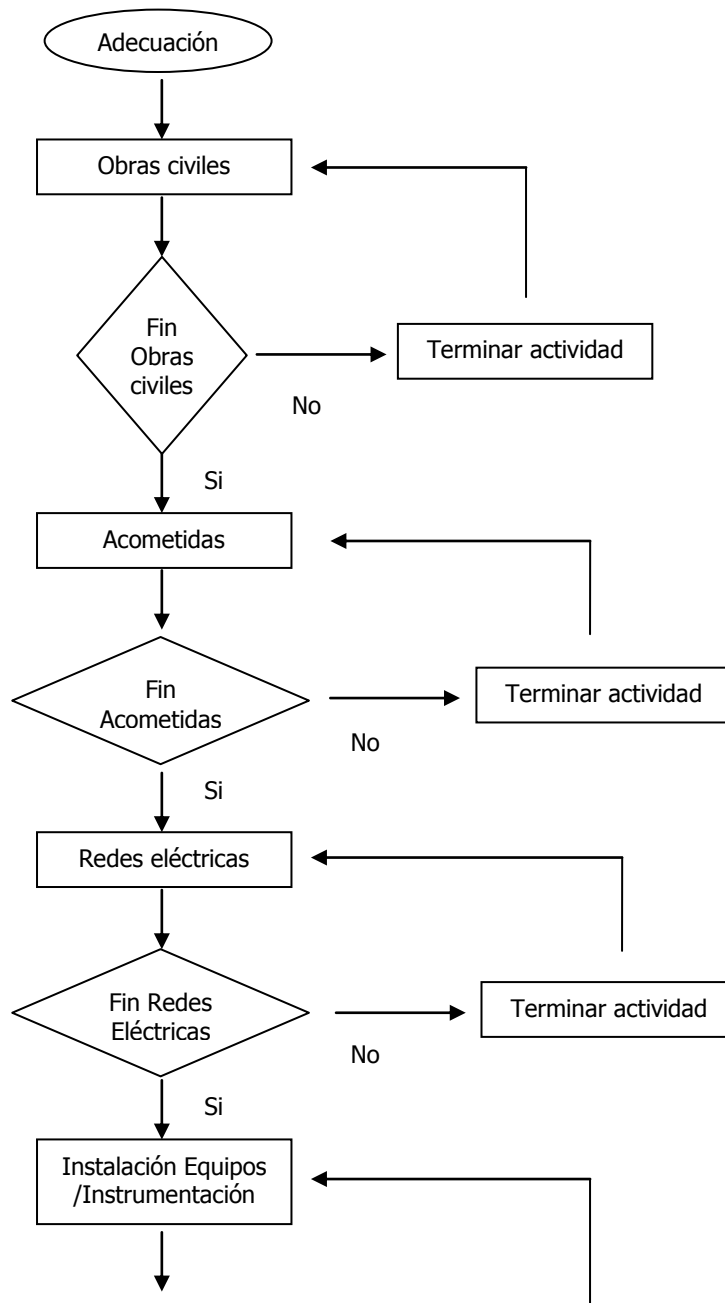 Adecuación
Obras civiles
Fin
Obras
civiles
Terminar actividad
No
Si
Acometidas
Fin
Acometidas
Terminar actividad
No
Si
Redes eléctricas
Fin Redes
Eléctricas
Terminar actividad
No
Si
Instalación Equipos
/Instrumentación